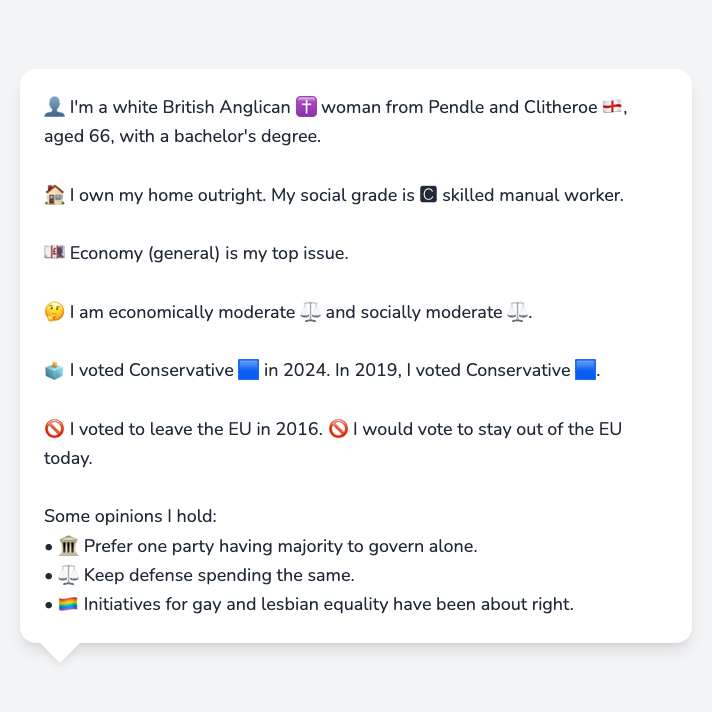 👤 I'm a white British Anglican ✝️ woman from Pendle and Clitheroe 🏴󠁧󠁢󠁥󠁮󠁧󠁿,
aged 66, with a bachelor's degree.
🏠 I own my home outright. My social grade is 🅲 skilled manual worker.
💷 Economy (general) is my top issue.
🤔 I am economically moderate ⚖️ and socially moderate ⚖️.
🗳️ I voted Conservative 🟦 in 2024. In 2019, I voted Conservative 🟦.
🚫 I voted to leave the EU in 2016. 🚫 I would vote to stay out of the EU
today.
Some opinions I hold:
• 🏛️ Prefer one party having majority to govern alone.
• ⚖️ Keep defense spending the same.
• 🏳️‍🌈 Initiatives for gay and lesbian equality have been about right.